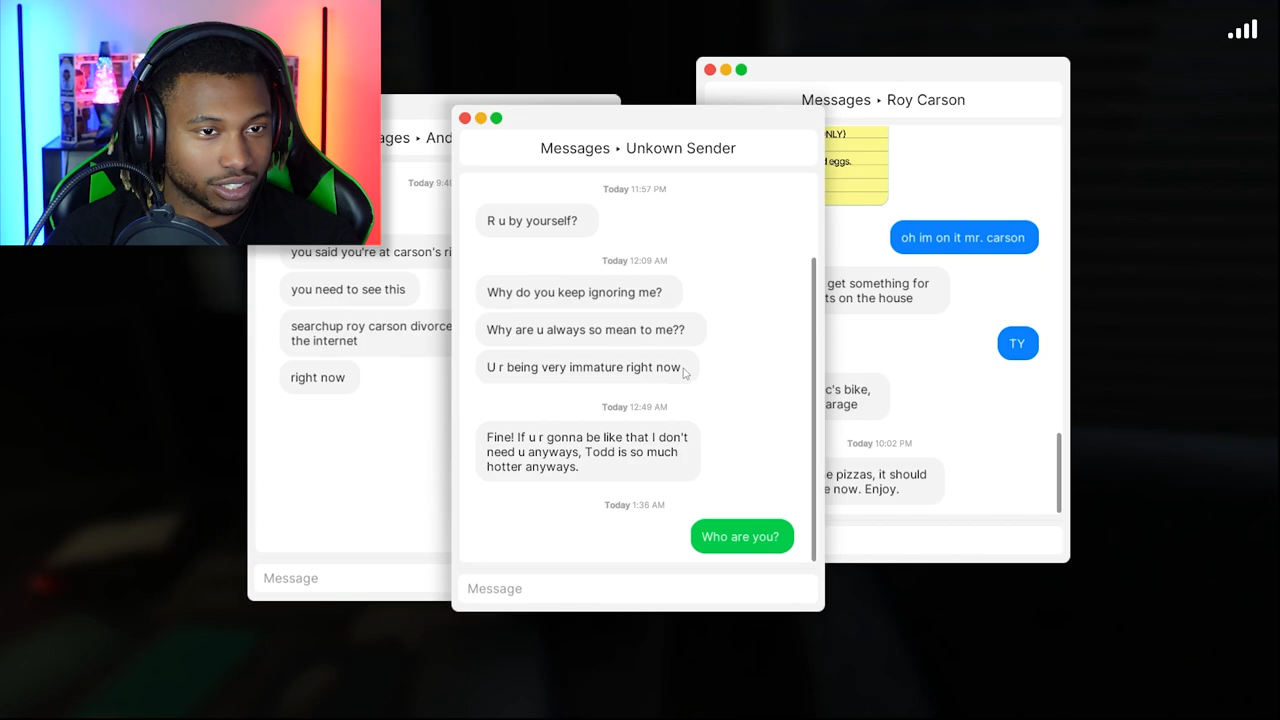 ages ‣ And
Today 9:4
you said you're at carson's ri
you need to see this
searchup roy carson divorce
the internet
right now
Message
Messages ‣ Unkown Sender
Today 11:57 PM
R u by yourself?
Today 12:09 AM
Why do you keep ignoring me?
Why are u always so mean to me??
U r being very immature right now
Today 12:49 AM
Fine! If u r gonna be like that I don't
need u anyways, Todd is so much
hotter anyways.
Today 1:36 AM
Who are you?
Message
Messages ‣ Roy Carson
NLY}
d eggs.
oh im on it mr. carson
get something for
ts on the house
TY
c's bike,
arage
Today 10:02 PM
e pizzas, it should
e now. Enjoy.